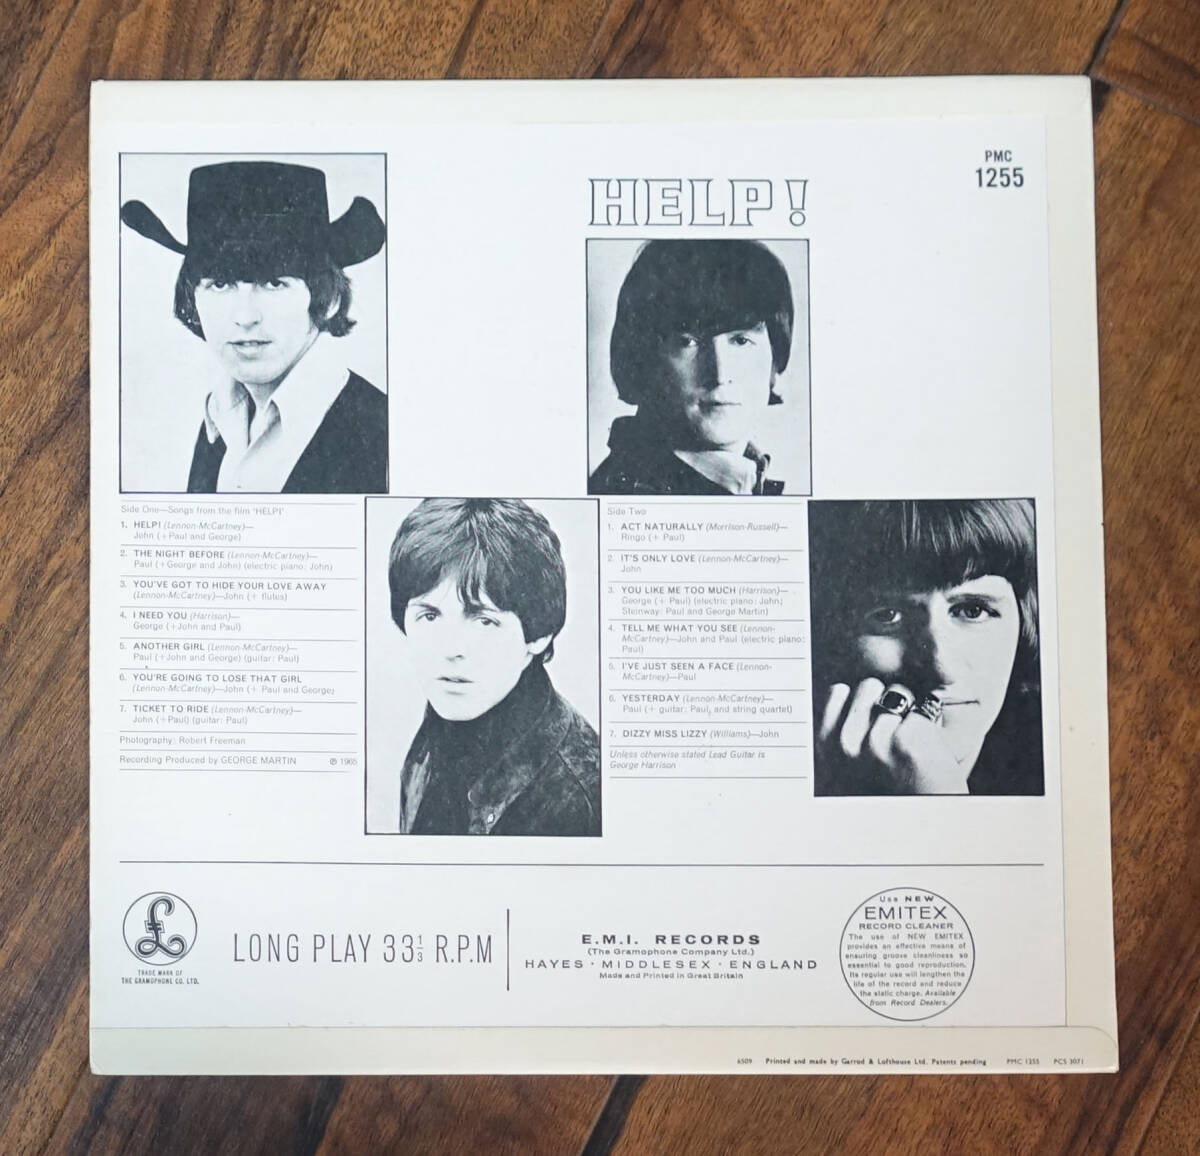 PMC
1255
HELP!
Side One—Songs from the film 'HELP!'
1. HELP! (Lennon-McCartney)—
John (+Paul and George)
2. THE NIGHT BEFORE (Lennon-McCartney)—
Paul (+George and John) (electric piano: John)
3. YOU'VE GOT TO HIDE YOUR LOVE AWAY
(Lennon-McCartney)—John (+ flutes)
4. I NEED YOU (Harrison)—
George (+John and Paul)
5. ANOTHER GIRL (Lennon-McCartney)—
Paul (+John and George) (guitar: Paul)
6. YOU'RE GOING TO LOSE THAT GIRL
(Lennon-McCartney)—John (+ Paul and George)
7. TICKET TO RIDE (Lennon-McCartney)—
John (+Paul) (guitar: Paul)
Photography: Robert Freeman
Recording Produced by GEORGE MARTIN ℗ 1965
Side Two
1. ACT NATURALLY (Morrison-Russell)—
Ringo (+ Paul)
2. IT'S ONLY LOVE (Lennon-McCartney)—
John
3. YOU LIKE ME TOO MUCH (Harrison)—
George (+ Paul) (electric piano: John;
Steinway: Paul and George Martin)
4. TELL ME WHAT YOU SEE (Lennon-
McCartney)—John and Paul (electric piano:
Paul)
5. I'VE JUST SEEN A FACE (Lennon-
McCartney)—Paul
6. YESTERDAY (Lennon-McCartney)—
Paul (+ guitar: Paul, and string quartet)
7. DIZZY MISS LIZZY (Williams)—John
Unless otherwise stated Lead Guitar is
George Harrison
£
TRADE MARK OF
THE GRAMOPHONE CO. LTD.
LONG PLAY 33⅓ R.P.M
E.M.I. RECORDS
(The Gramophone Company Ltd.)
HAYES · MIDDLESEX · ENGLAND
Made and Printed in Great Britain
Use NEW
EMITEX
RECORD CLEANER
The use of NEW EMITEX
provides an effective means of
ensuring groove cleanliness so
essential to good reproduction.
Its regular use will lengthen the
life of the record and reduce
the static charge. Available
from Record Dealers.
6509 Printed and made by Garrod & Lofthouse Ltd. Patents pending PMC 1255 PCS 3071